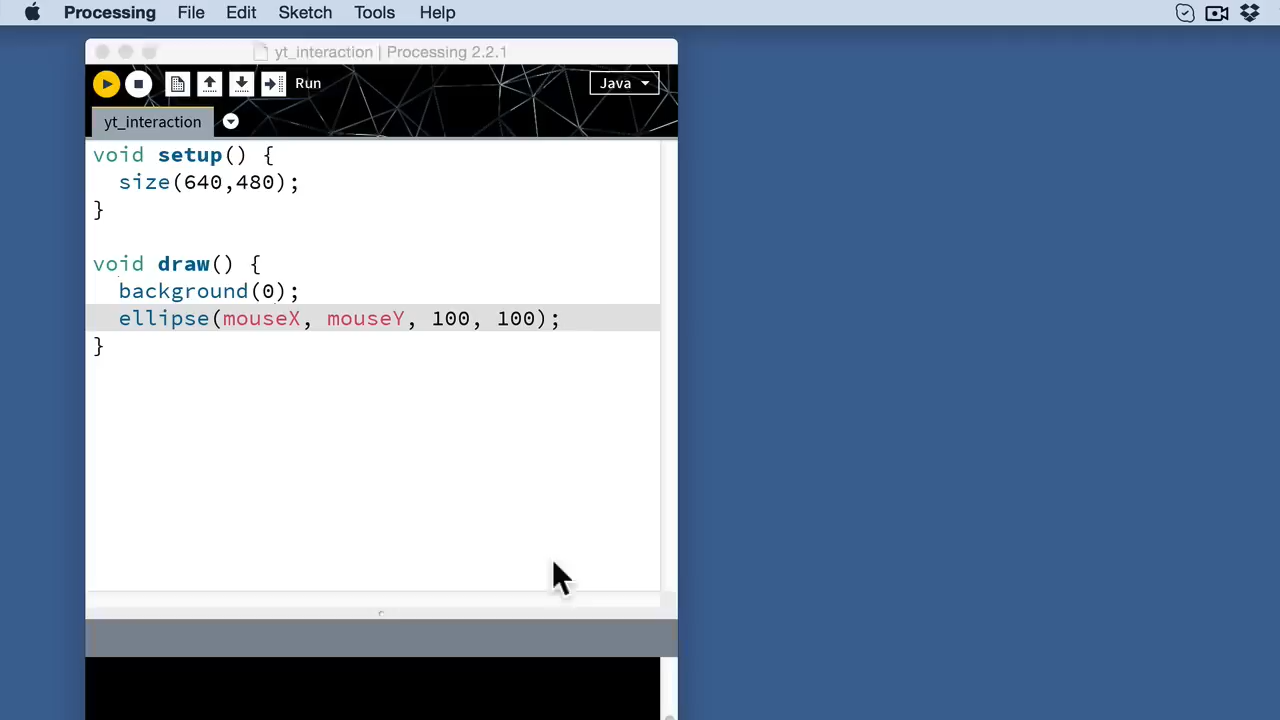 Processing File Edit Sketch Tools Help
yt_interaction | Processing 2.2.1
Run Java
yt_interaction
void setup() {
  size(640,480);
}
void draw() {
  background(0);
  ellipse(mouseX, mouseY, 100, 100);
}